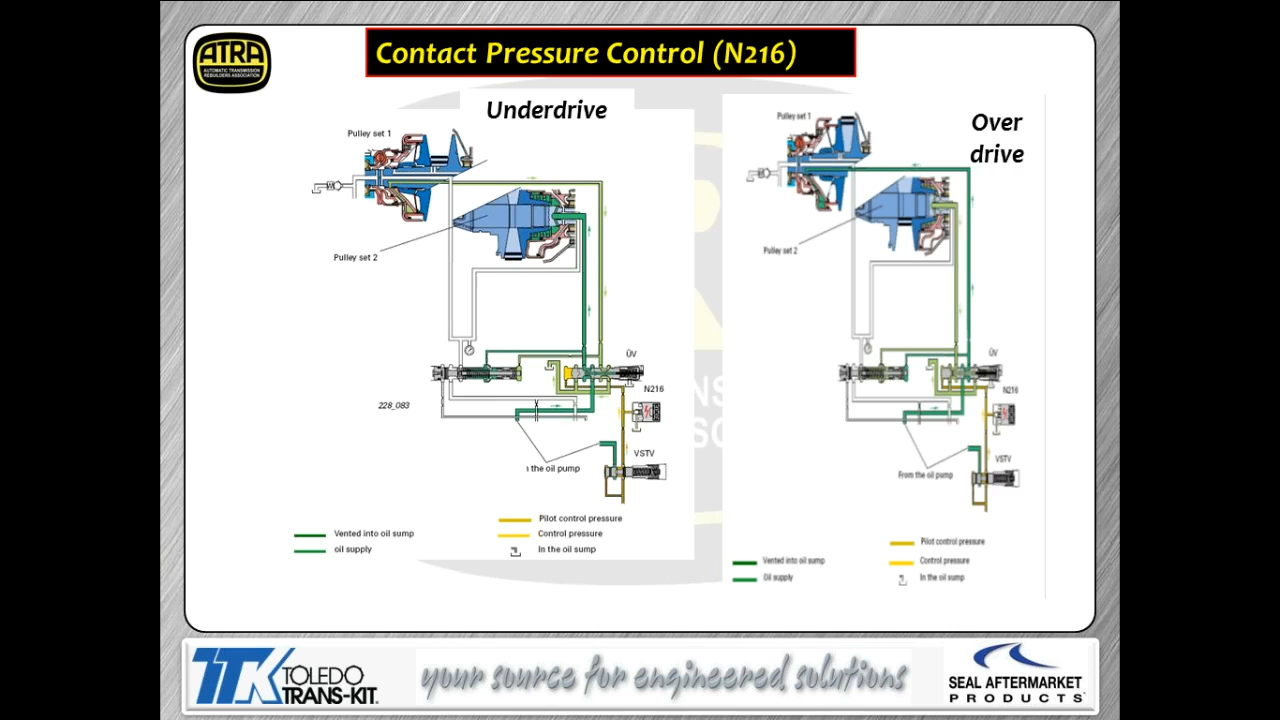 Contact Pressure Control (N216)
ATRA
AUTOMATIC TRANSMISSION
REBUILDERS ASSOCIATION
Underdrive
Pulley set 1
Pulley set 2
ÜV
N216
228_083
VSTV
the oil pump
Pilot control pressure
Vented into oil sump
Control pressure
oil supply
In the oil sump
Over
drive
Pulley set 1
Pulley set 2
ÜV
N216
VSTV
From the oil pump
Pilot control pressure
Vented into oil sump
Control pressure
Oil supply
In the oil sump
TTK TOLEDO
TRANS-KIT.
your source for engineered solutions
SEAL AFTERMARKET
PRODUCTS